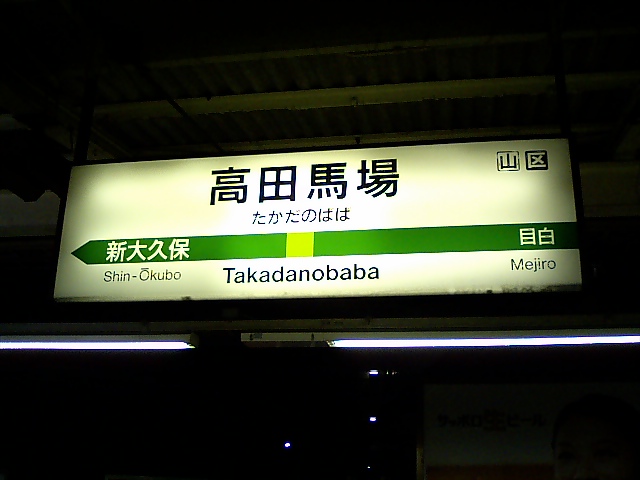 高田馬場 山 区
たかだのばば
新大久保 目白
Shin-Ōkubo Takadanobaba Mejiro